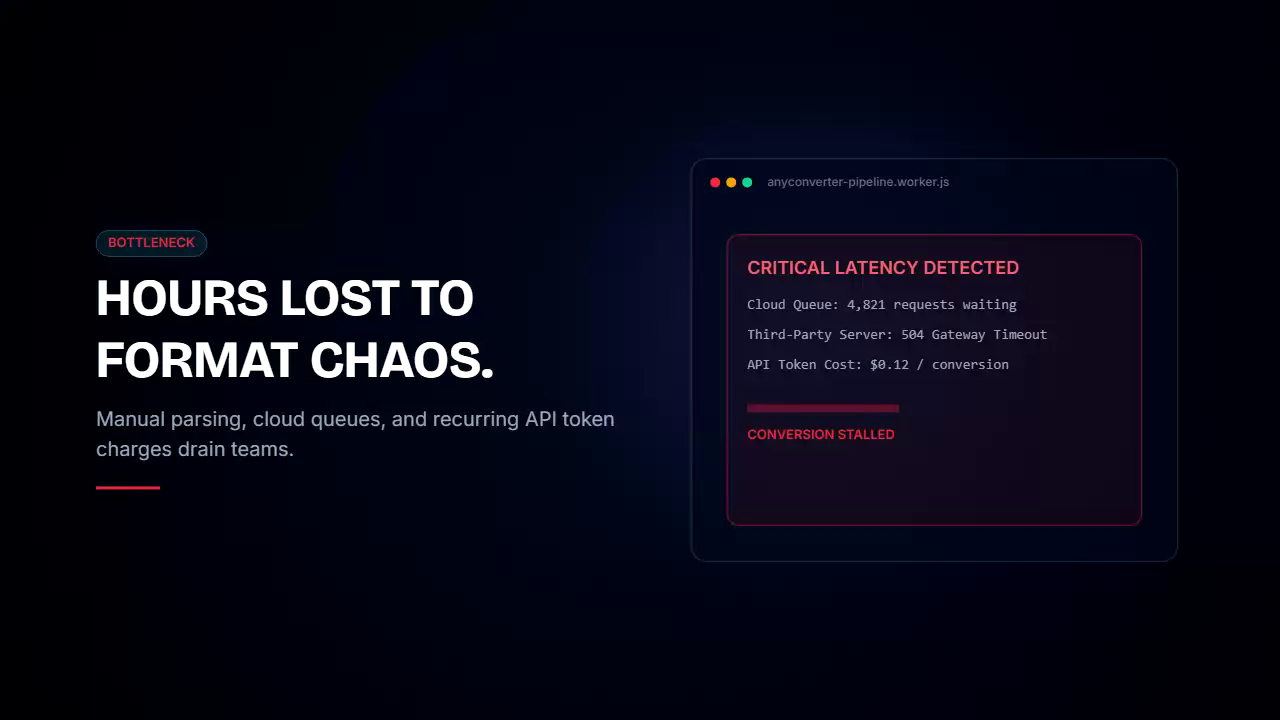 BOTTLENECK
HOURS LOST TO
FORMAT CHAOS.
Manual parsing, cloud queues, and recurring API token
charges drain teams.
anyconverter-pipeline.worker.js
CRITICAL LATENCY DETECTED
Cloud Queue: 4,821 requests waiting
Third-Party Server: 504 Gateway Timeout
API Token Cost: $0.12 / conversion
CONVERSION STALLED